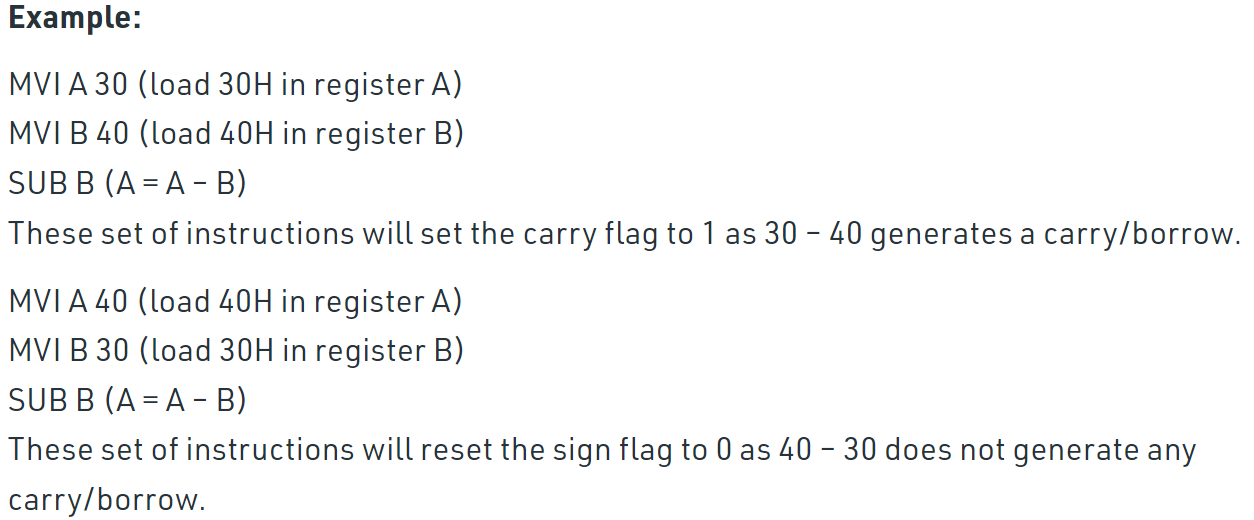 Example:
MVI A 30 (load 30H in register A)
MVI B 40 (load 40H in register B)
SUB B (A = A – B)
These set of instructions will set the carry flag to 1 as 30 – 40 generates a carry/borrow.
MVI A 40 (load 40H in register A)
MVI B 30 (load 30H in register B)
SUB B (A = A – B)
These set of instructions will reset the sign flag to 0 as 40 – 30 does not generate any
carry/borrow.